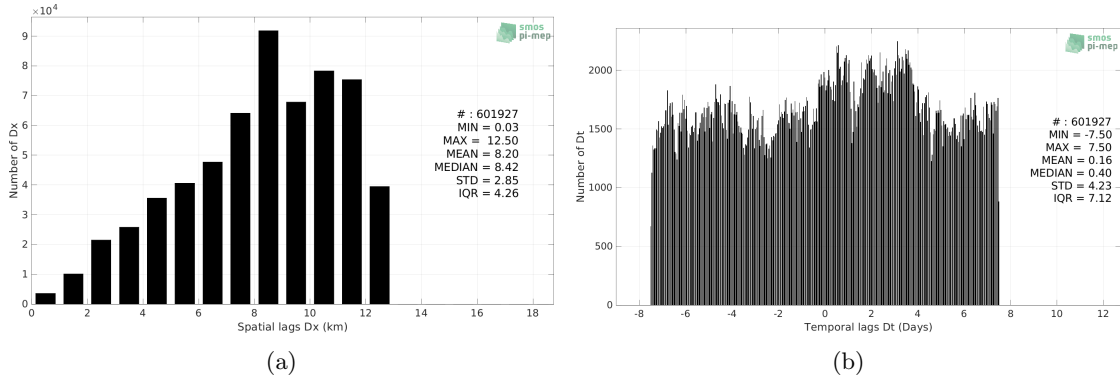 ×10⁴
10
9
8
7
6
5
4
3
2
1
0
Number of Dx
0 2 4 6 8 10 12 14 16 18
Spatial lags Dx (km)
smos
pi-mep
# : 601927
MIN = 0.03
MAX = 12.50
MEAN = 8.20
MEDIAN = 8.42
STD = 2.85
IQR = 4.26
(a)
2000
1500
1000
500
0
Number of Dt
-8 -6 -4 -2 0 2 4 6 8 10 12
Temporal lags Dt (Days)
smos
pi-mep
# : 601927
MIN = -7.50
MAX = 7.50
MEAN = 0.16
MEDIAN = 0.40
STD = 4.23
IQR = 7.12
(b)